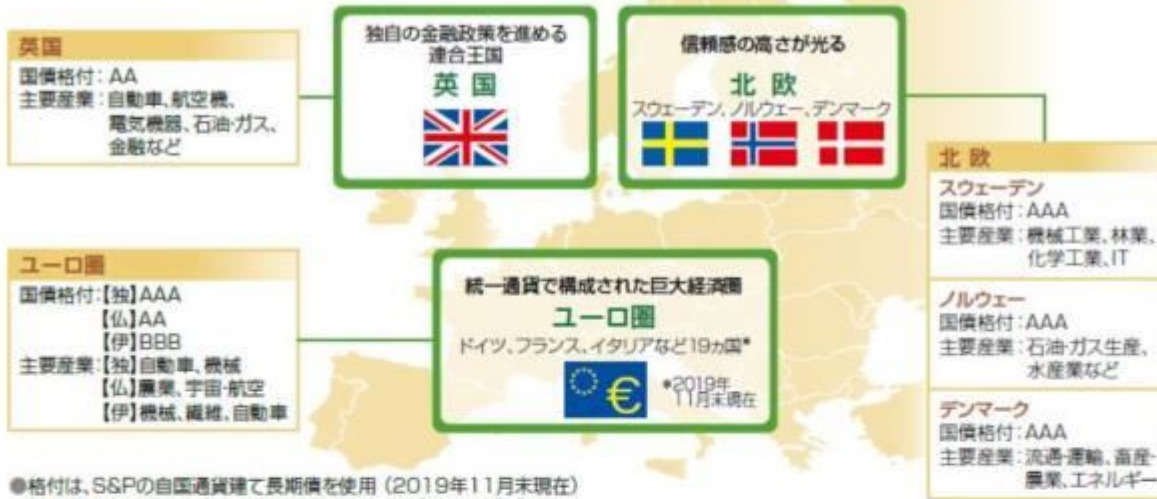 英国
国債格付：AA
主要産業：自動車、航空機、
電気機器、石油・ガス、
金融など
独自の金融政策を進める
連合王国
英国
信頼感の高さが光る
北欧
スウェーデン、ノルウェー、デンマーク
北欧
スウェーデン
国債格付：AAA
主要産業：機械工業、林業、
化学工業、IT
ノルウェー
国債格付：AAA
主要産業：石油・ガス生産、
水産業など
デンマーク
国債格付：AAA
主要産業：流通・運輸、畜産・
農業、エネルギー
ユーロ圏
国債格付：【独】AAA
【仏】AA
【伊】BBB
主要産業：【独】自動車、機械
【仏】農業、宇宙・航空
【伊】機械、繊維、自動車
統一通貨で構成された巨大経済圏
ユーロ圏
ドイツ、フランス、イタリアなど19ヵ国*
€
*2019年
11月末現在
●格付は、S&Pの自国通貨建て長期債を使用（2019年11月末現在）